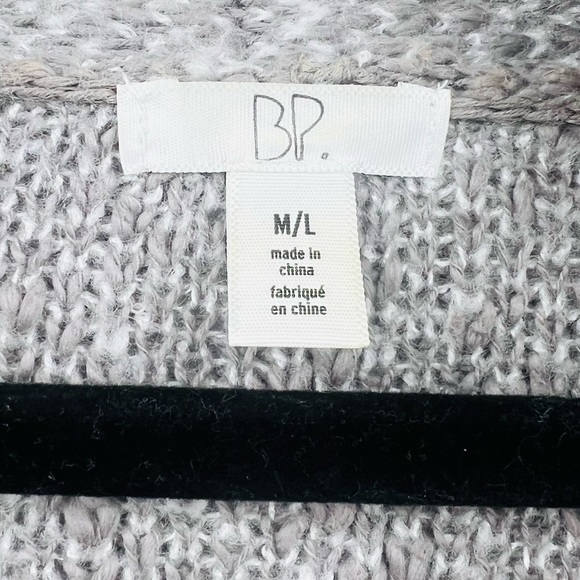 BP.
M/L
made in
china
fabriqué
en chine